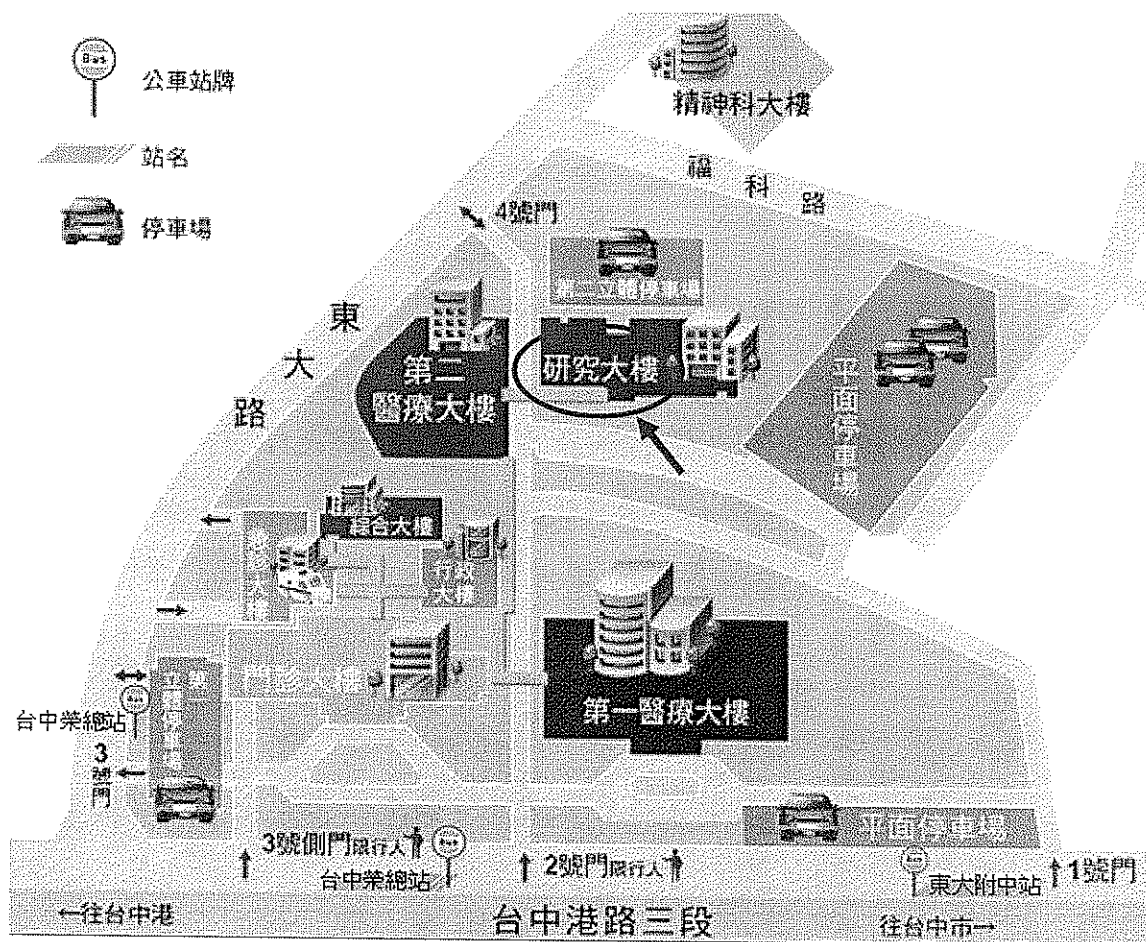 Bus
公車站牌
站名
停車場
精神科大樓
福科路
4號門
東大路
第二
醫療大樓
研究大樓
平面停車場
綜合大樓
行政
大樓
門診大樓
第一醫療大樓
台中榮總站
3號門
平面停車場
3號側門限行人
台中榮總站
2號門限行人
東大附中站
1號門
←往台中港
台中港路三段
往台中市→